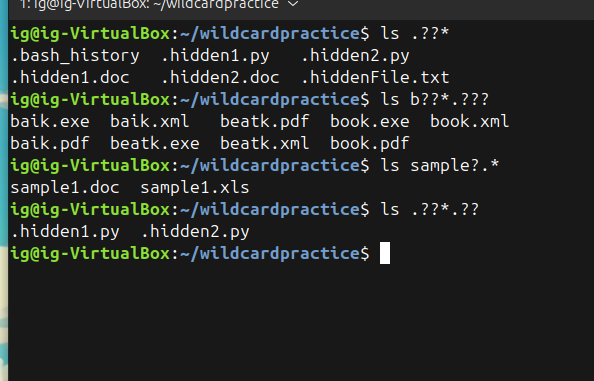 1: ig@ig-VirtualBox: ~/wildcardpractice
ig@ig-VirtualBox:~/wildcardpractice$ ls .??*
.bash_history  .hidden1.py   .hidden2.py
.hidden1.doc   .hidden2.doc  .hiddenFile.txt
ig@ig-VirtualBox:~/wildcardpractice$ ls b??*.???
baik.exe  baik.xml   beatk.pdf  book.exe  book.xml
baik.pdf  beatk.exe  beatk.xml  book.pdf
ig@ig-VirtualBox:~/wildcardpractice$ ls sample?.*
sample1.doc  sample1.xls
ig@ig-VirtualBox:~/wildcardpractice$ ls .??*.??
.hidden1.py  .hidden2.py
ig@ig-VirtualBox:~/wildcardpractice$